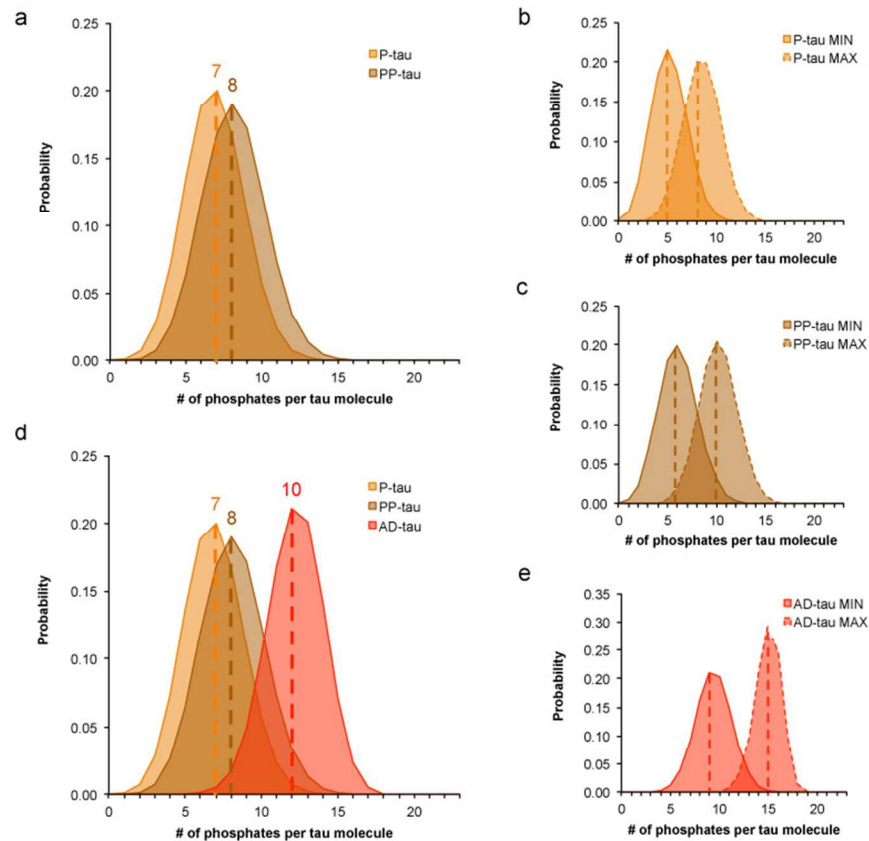 a
0.25
0.20
0.15
0.10
0.05
0.00
Probability
7
8
P-tau
PP-tau
0 5 10 15 20
# of phosphates per tau molecule
b
0.25
0.20
0.15
0.10
0.05
0.00
Probability
P-tau MIN
P-tau MAX
0 5 10 15 20
# of phosphates per tau molecule
c
0.25
0.20
0.15
0.10
0.05
0.00
Probability
PP-tau MIN
PP-tau MAX
0 5 10 15 20
# of phosphates per tau molecule
d
0.25
0.20
0.15
0.10
0.05
0.00
Probability
7
8
10
P-tau
PP-tau
AD-tau
0 5 10 15 20
# of phosphates per tau molecule
e
0.35
0.30
0.25
0.20
0.15
0.10
0.05
0.00
Probability
AD-tau MIN
AD-tau MAX
0 5 10 15 20
# of phosphates per tau molecule